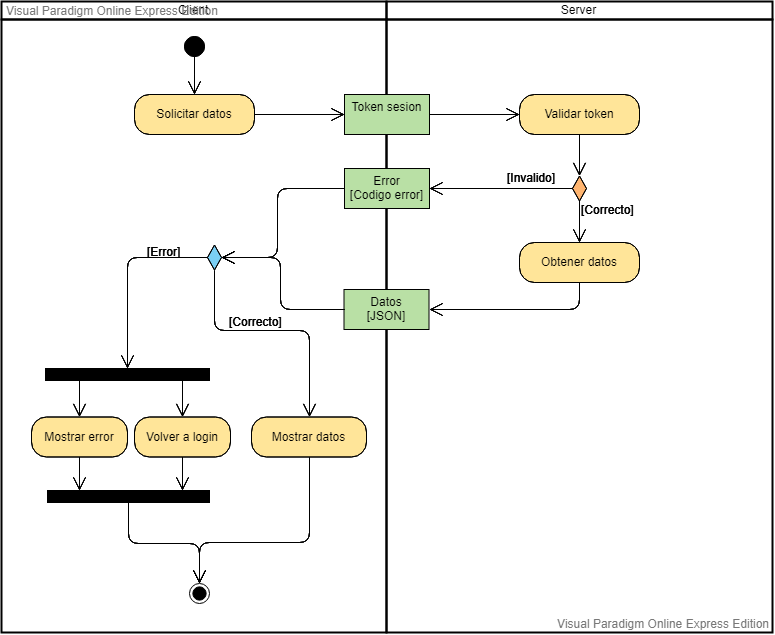 Visual Paradigm Online Express Edition
Client
Server
Solicitar datos
Token sesion
Validar token
Error
[Codigo error]
[Invalido]
[Correcto]
Obtener datos
[Error]
Datos
[JSON]
[Correcto]
Mostrar error
Volver a login
Mostrar datos
Visual Paradigm Online Express Edition